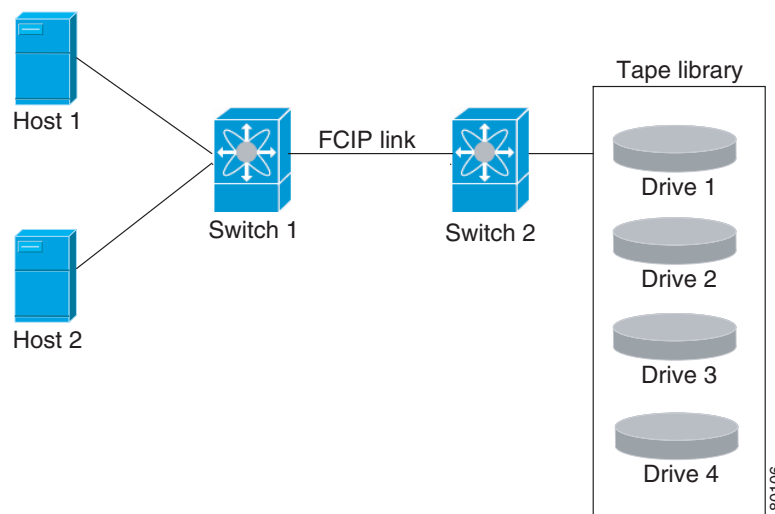 Tape library
Host 1
FCIP link
Drive 1
Switch 1
Switch 2
Drive 2
Host 2
Drive 3
Drive 4